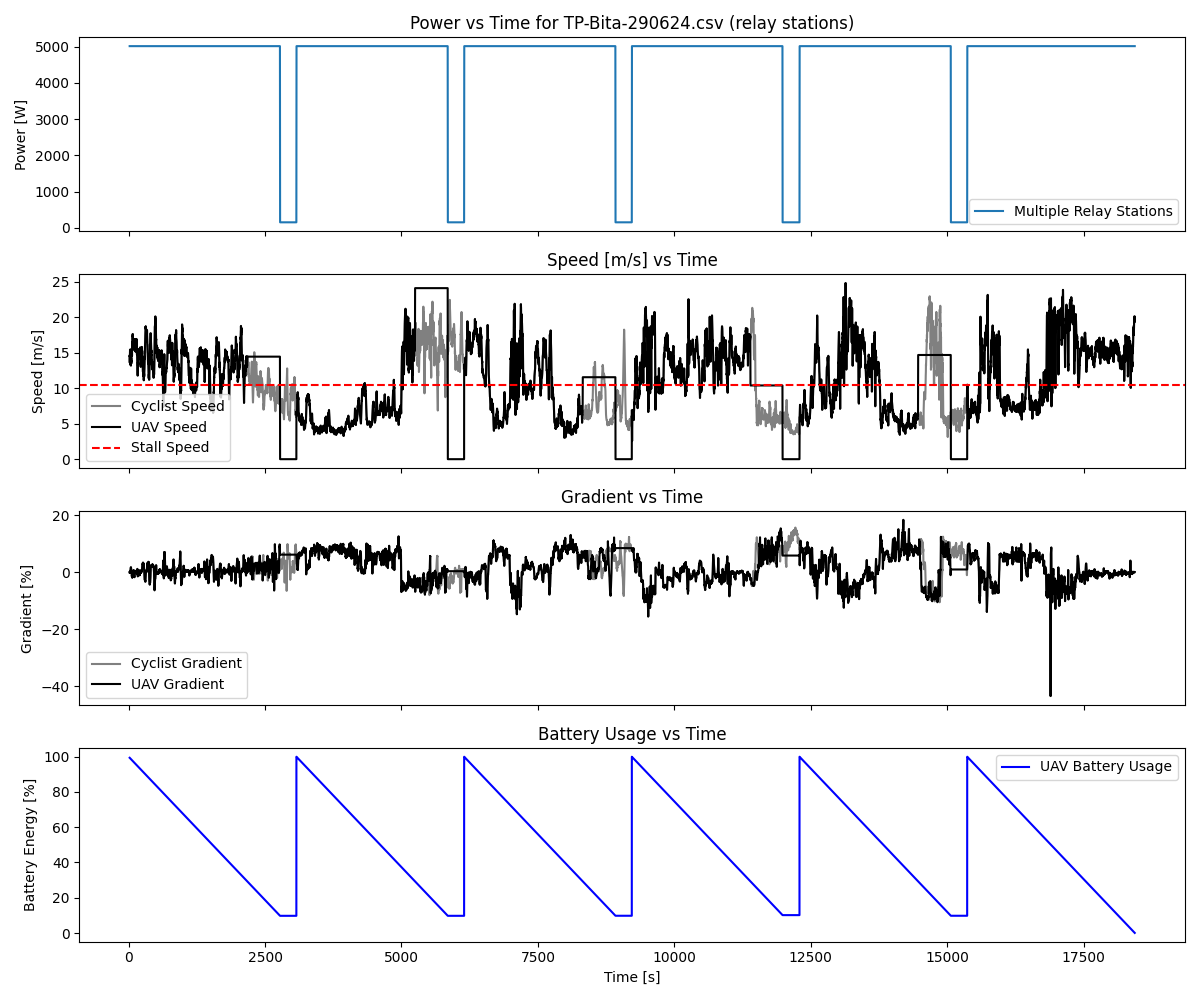 Power vs Time for TP-Bita-290624.csv (relay stations)
5000
4000
3000
2000
1000
0
Power [W]
Multiple Relay Stations
Speed [m/s] vs Time
25
20
15
10
5
0
Speed [m/s]
Cyclist Speed
UAV Speed
Stall Speed
Gradient vs Time
20
0
−20
−40
Gradient [%]
Cyclist Gradient
UAV Gradient
Battery Usage vs Time
100
80
60
40
20
0
Battery Energy [%]
UAV Battery Usage
0 2500 5000 7500 10000 12500 15000 17500
Time [s]